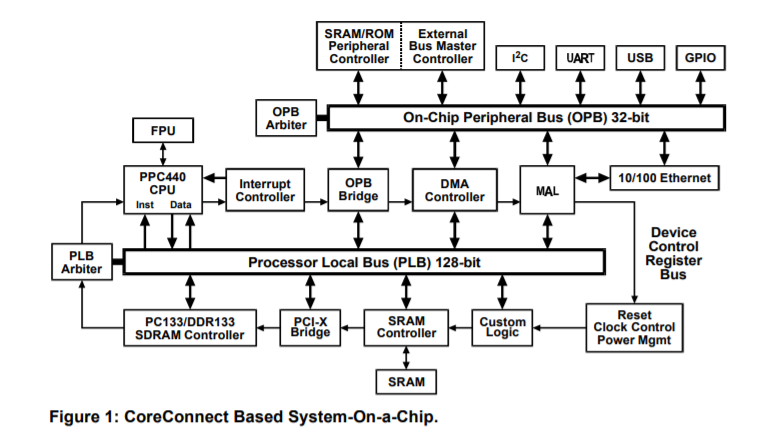 SRAM/ROM
Peripheral
Controller
External
Bus Master
Controller
I²C
UART
USB
GPIO
OPB
Arbiter
On-Chip Peripheral Bus (OPB) 32-bit
FPU
PPC440
CPU
Inst Data
Interrupt
Controller
OPB
Bridge
DMA
Controller
MAL
10/100 Ethernet
PLB
Arbiter
Processor Local Bus (PLB) 128-bit
Device
Control
Register
Bus
PC133/DDR133
SDRAM Controller
PCI-X
Bridge
SRAM
Controller
Custom
Logic
Reset
Clock Control
Power Mgmt
SRAM
Figure 1: CoreConnect Based System-On-a-Chip.